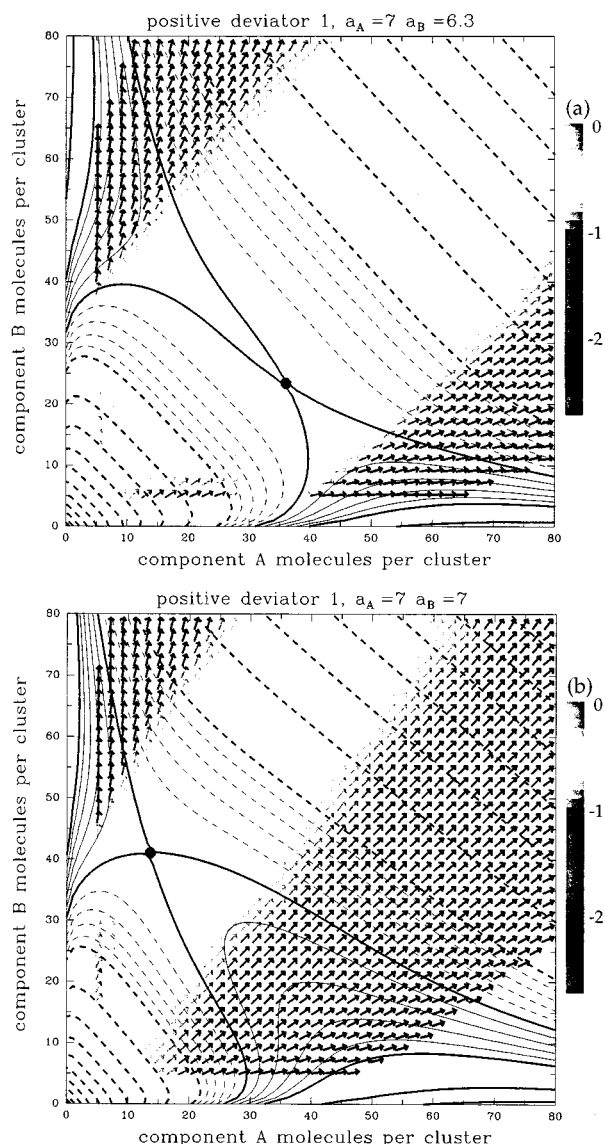 positive deviator 1, a_A =7 a_B =6.3
(a)
80
70
60
50
40
30
20
10
0
component B molecules per cluster
0 10 20 30 40 50 60 70 80
component A molecules per cluster
0
-1
-2
positive deviator 1, a_A =7 a_B =7
(b)
80
70
60
50
40
30
20
10
0
component B molecules per cluster
0 10 20 30 40 50 60 70 80
component A molecules per cluster
0
-1
-2